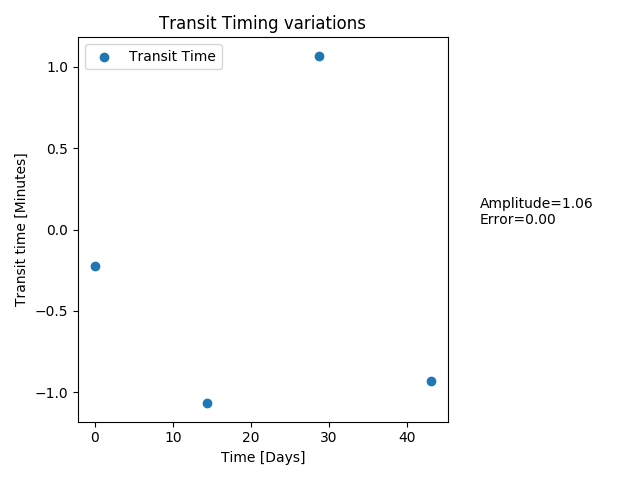 Transit Timing variations
Transit Time
1.0
0.5
0.0
−0.5
−1.0
Transit time [Minutes]
0 10 20 30 40
Time [Days]
Amplitude=1.06
Error=0.00